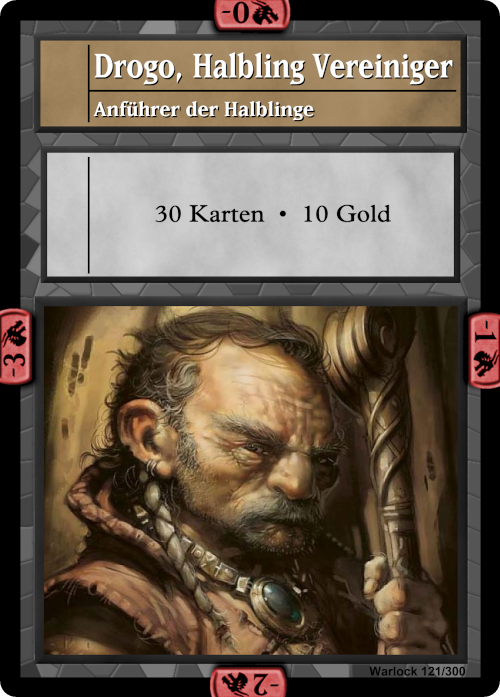 -0
Drogo, Halbling Vereiniger
Anführer der Halblinge
30 Karten • 10 Gold
-3
-1
Warlock 121/300
-2